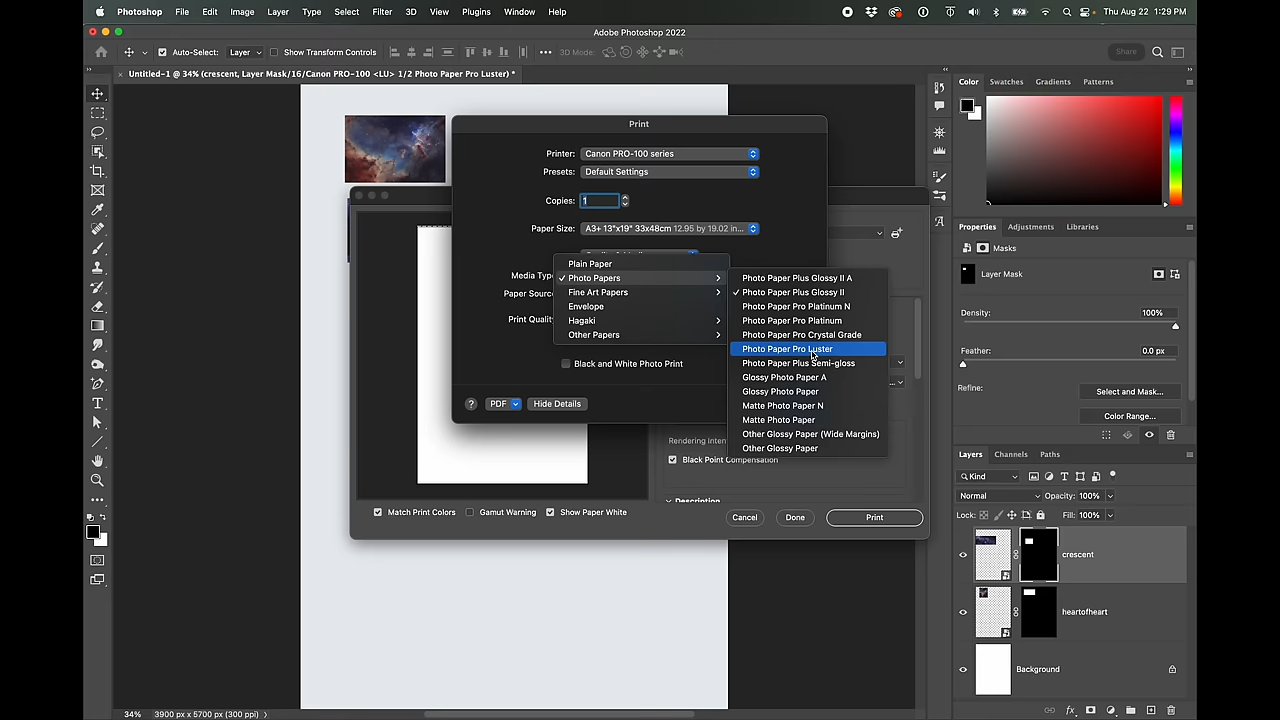 Photoshop File Edit Image Layer Type Select Filter 3D View Plugins Window Help Thu Aug 22 1:29 PM
Adobe Photoshop 2022
Auto-Select: Layer Show Transform Controls ••• 3D Mode: Share
× Untitled-1 @ 34% (crescent, Layer Mask/16/Canon PRO-100 <LU> 1/2 Photo Paper Pro Luster) *
Print
Printer: Canon PRO-100 series
Presets: Default Settings
Copies: 1
Paper Size: A3+ 13"x19" 33x48cm 12.95 by 19.02 in...
Media Typ
Paper Source
Print Qualit
Plain Paper
✓ Photo Papers >
Fine Art Papers >
Envelope
Hagaki >
Other Papers >
Photo Paper Plus Glossy II A
✓ Photo Paper Plus Glossy II
Photo Paper Pro Platinum N
Photo Paper Pro Platinum
Photo Paper Pro Crystal Grade
Photo Paper Pro Luster
Photo Paper Plus Semi-gloss
Glossy Photo Paper A
Glossy Photo Paper
Matte Photo Paper N
Matte Photo Paper
Other Glossy Paper (Wide Margins)
Other Glossy Paper
Black and White Photo Print
? PDF Hide Details
Rendering Inten
Black Point Compensation
Description
Match Print Colors Gamut Warning Show Paper White
Cancel Done Print
34% 3900 px x 5700 px (300 ppi) >
Color Swatches Gradients Patterns
Properties Adjustments Libraries
Masks
Layer Mask
Density: 100%
Feather: 0.0 px
Refine: Select and Mask...
Color Range...
Layers Channels Paths
Kind
Normal Opacity: 100%
Lock: Fill: 100%
crescent
heartofheart
Background
fx